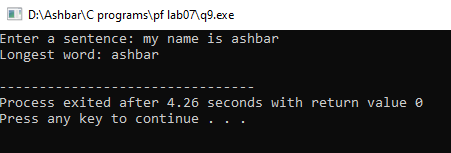 D:\Ashbar\C programs\pf lab07\q9.exe
Enter a sentence: my name is ashbar
Longest word: ashbar
--------------------------------
Process exited after 4.26 seconds with return value 0
Press any key to continue . . .